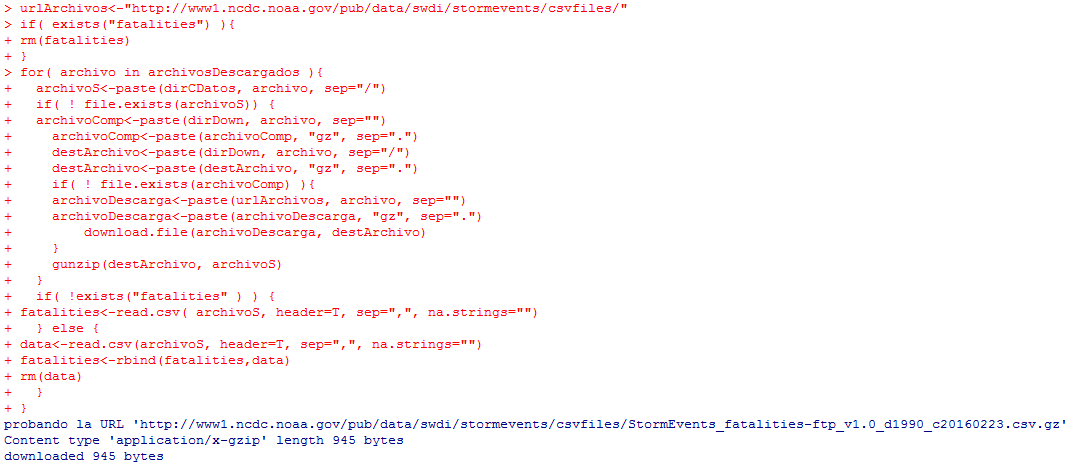 > urlArchivos<-"http://www1.ncdc.noaa.gov/pub/data/swdi/stormevents/csvfiles/"
> if( exists("fatalities") ){
+ rm(fatalities)
+ }
> for( archivo in archivosDescargados ){
+   archivoS<-paste(dirCDatos, archivo, sep="/")
+   if( ! file.exists(archivoS)) {
+   archivoComp<-paste(dirDown, archivo, sep="")
+     archivoComp<-paste(archivoComp, "gz", sep=".")
+     destArchivo<-paste(dirDown, archivo, sep="/")
+     destArchivo<-paste(destArchivo, "gz", sep=".")
+     if( ! file.exists(archivoComp) ){
+     archivoDescarga<-paste(urlArchivos, archivo, sep="")
+     archivoDescarga<-paste(archivoDescarga, "gz", sep=".")
+         download.file(archivoDescarga, destArchivo)
+     }
+     gunzip(destArchivo, archivoS)
+   }
+   if( !exists("fatalities" ) ) {
+ fatalities<-read.csv( archivoS, header=T, sep=",", na.strings="")
+   } else {
+ data<-read.csv(archivoS, header=T, sep=",", na.strings="")
+ fatalities<-rbind(fatalities,data)
+ rm(data)
+   }
+ }
probando la URL 'http://www1.ncdc.noaa.gov/pub/data/swdi/stormevents/csvfiles/StormEvents_fatalities-ftp_v1.0_d1990_c20160223.csv.gz'
Content type 'application/x-gzip' length 945 bytes
downloaded 945 bytes